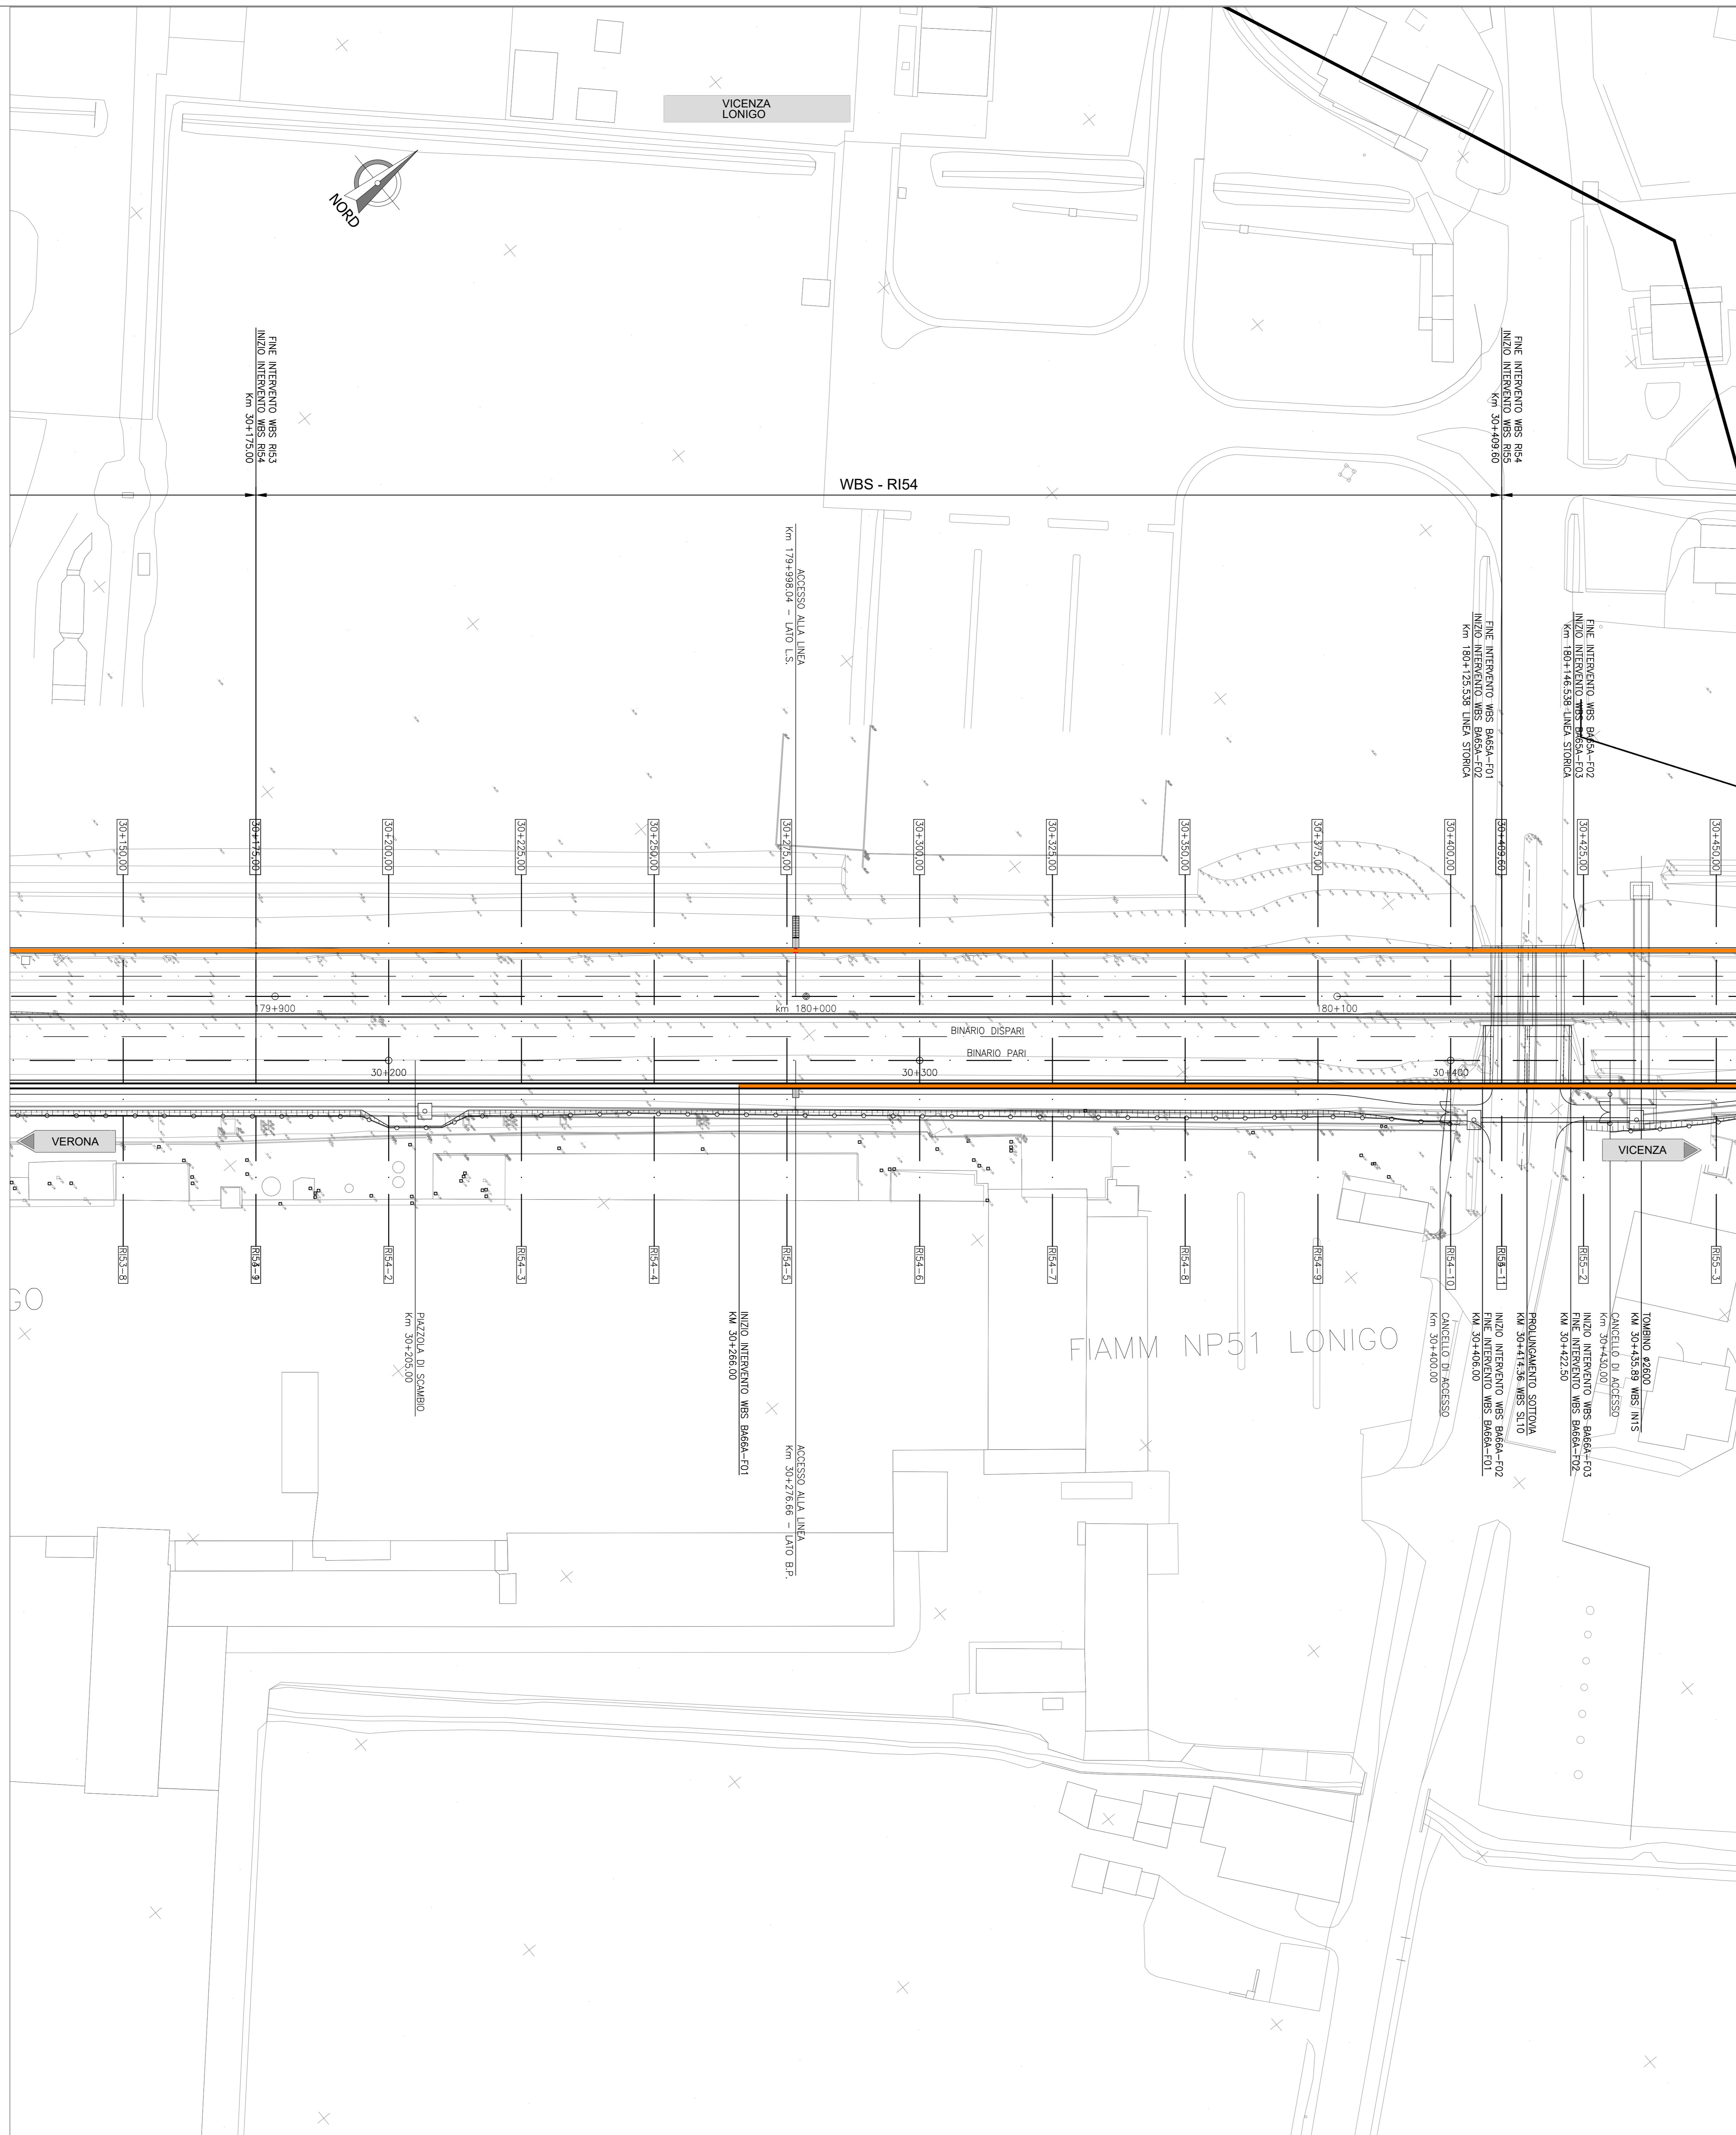 VICENZA
LONIGO
NORD
FINE INTERVENTO WBS RI53
INIZIO INTERVENTO WBS RI54
Km 30+175.00
FINE INTERVENTO WBS RI54
INIZIO INTERVENTO WBS RI55
Km 30+409.60
WBS - RI54
ACCESSO ALLA LINEA
Km 179+998.04 - LATO L.S.
FINE INTERVENTO WBS BA65A-F01
INIZIO INTERVENTO WBS BA65A-F02
Km 180+125.538 LINEA STORICA
FINE INTERVENTO WBS BA65A-F02
INIZIO INTERVENTO WBS BA65A-F03
Km 180+146.538 LINEA STORICA
30+150.00
30+175.00
30+200.00
30+225.00
30+250.00
30+275.00
30+300.00
30+325.00
30+350.00
30+375.00
30+400.00
30+409.60
30+425.00
30+450.00
179+900
km 180+000
180+100
BINARIO DISPARI
BINARIO PARI
30+200
30+300
30+400
VERONA
VICENZA
RI53-8
RI54-2
RI54-3
RI54-4
RI54-5
RI54-6
RI54-7
RI54-8
RI54-9
RI54-10
RI55-2
RI55-3
GO
PIAZZOLA DI SCAMBIO
Km 30+205.00
INIZIO INTERVENTO WBS BA66A-F01
KM 30+266.00
ACCESSO ALLA LINEA
Km 30+276.66 - LATO B.P.
FIAMM NP51 LONIGO
CANCELLO DI ACCESSO
Km 30+400.00
INIZIO INTERVENTO WBS BA66A-F02
FINE INTERVENTO WBS BA66A-F01
KM 30+406.00
PROLUNGAMENTO SOTTOVIA
KM 30+414.36 WBS SL10
INIZIO INTERVENTO WBS BA66A-F03
FINE INTERVENTO WBS BA66A-F02
KM 30+422.50
CANCELLO DI ACCESSO
Km 30+430.00
TOMBINO ø2600
KM 30+435.89 WBS IN1S